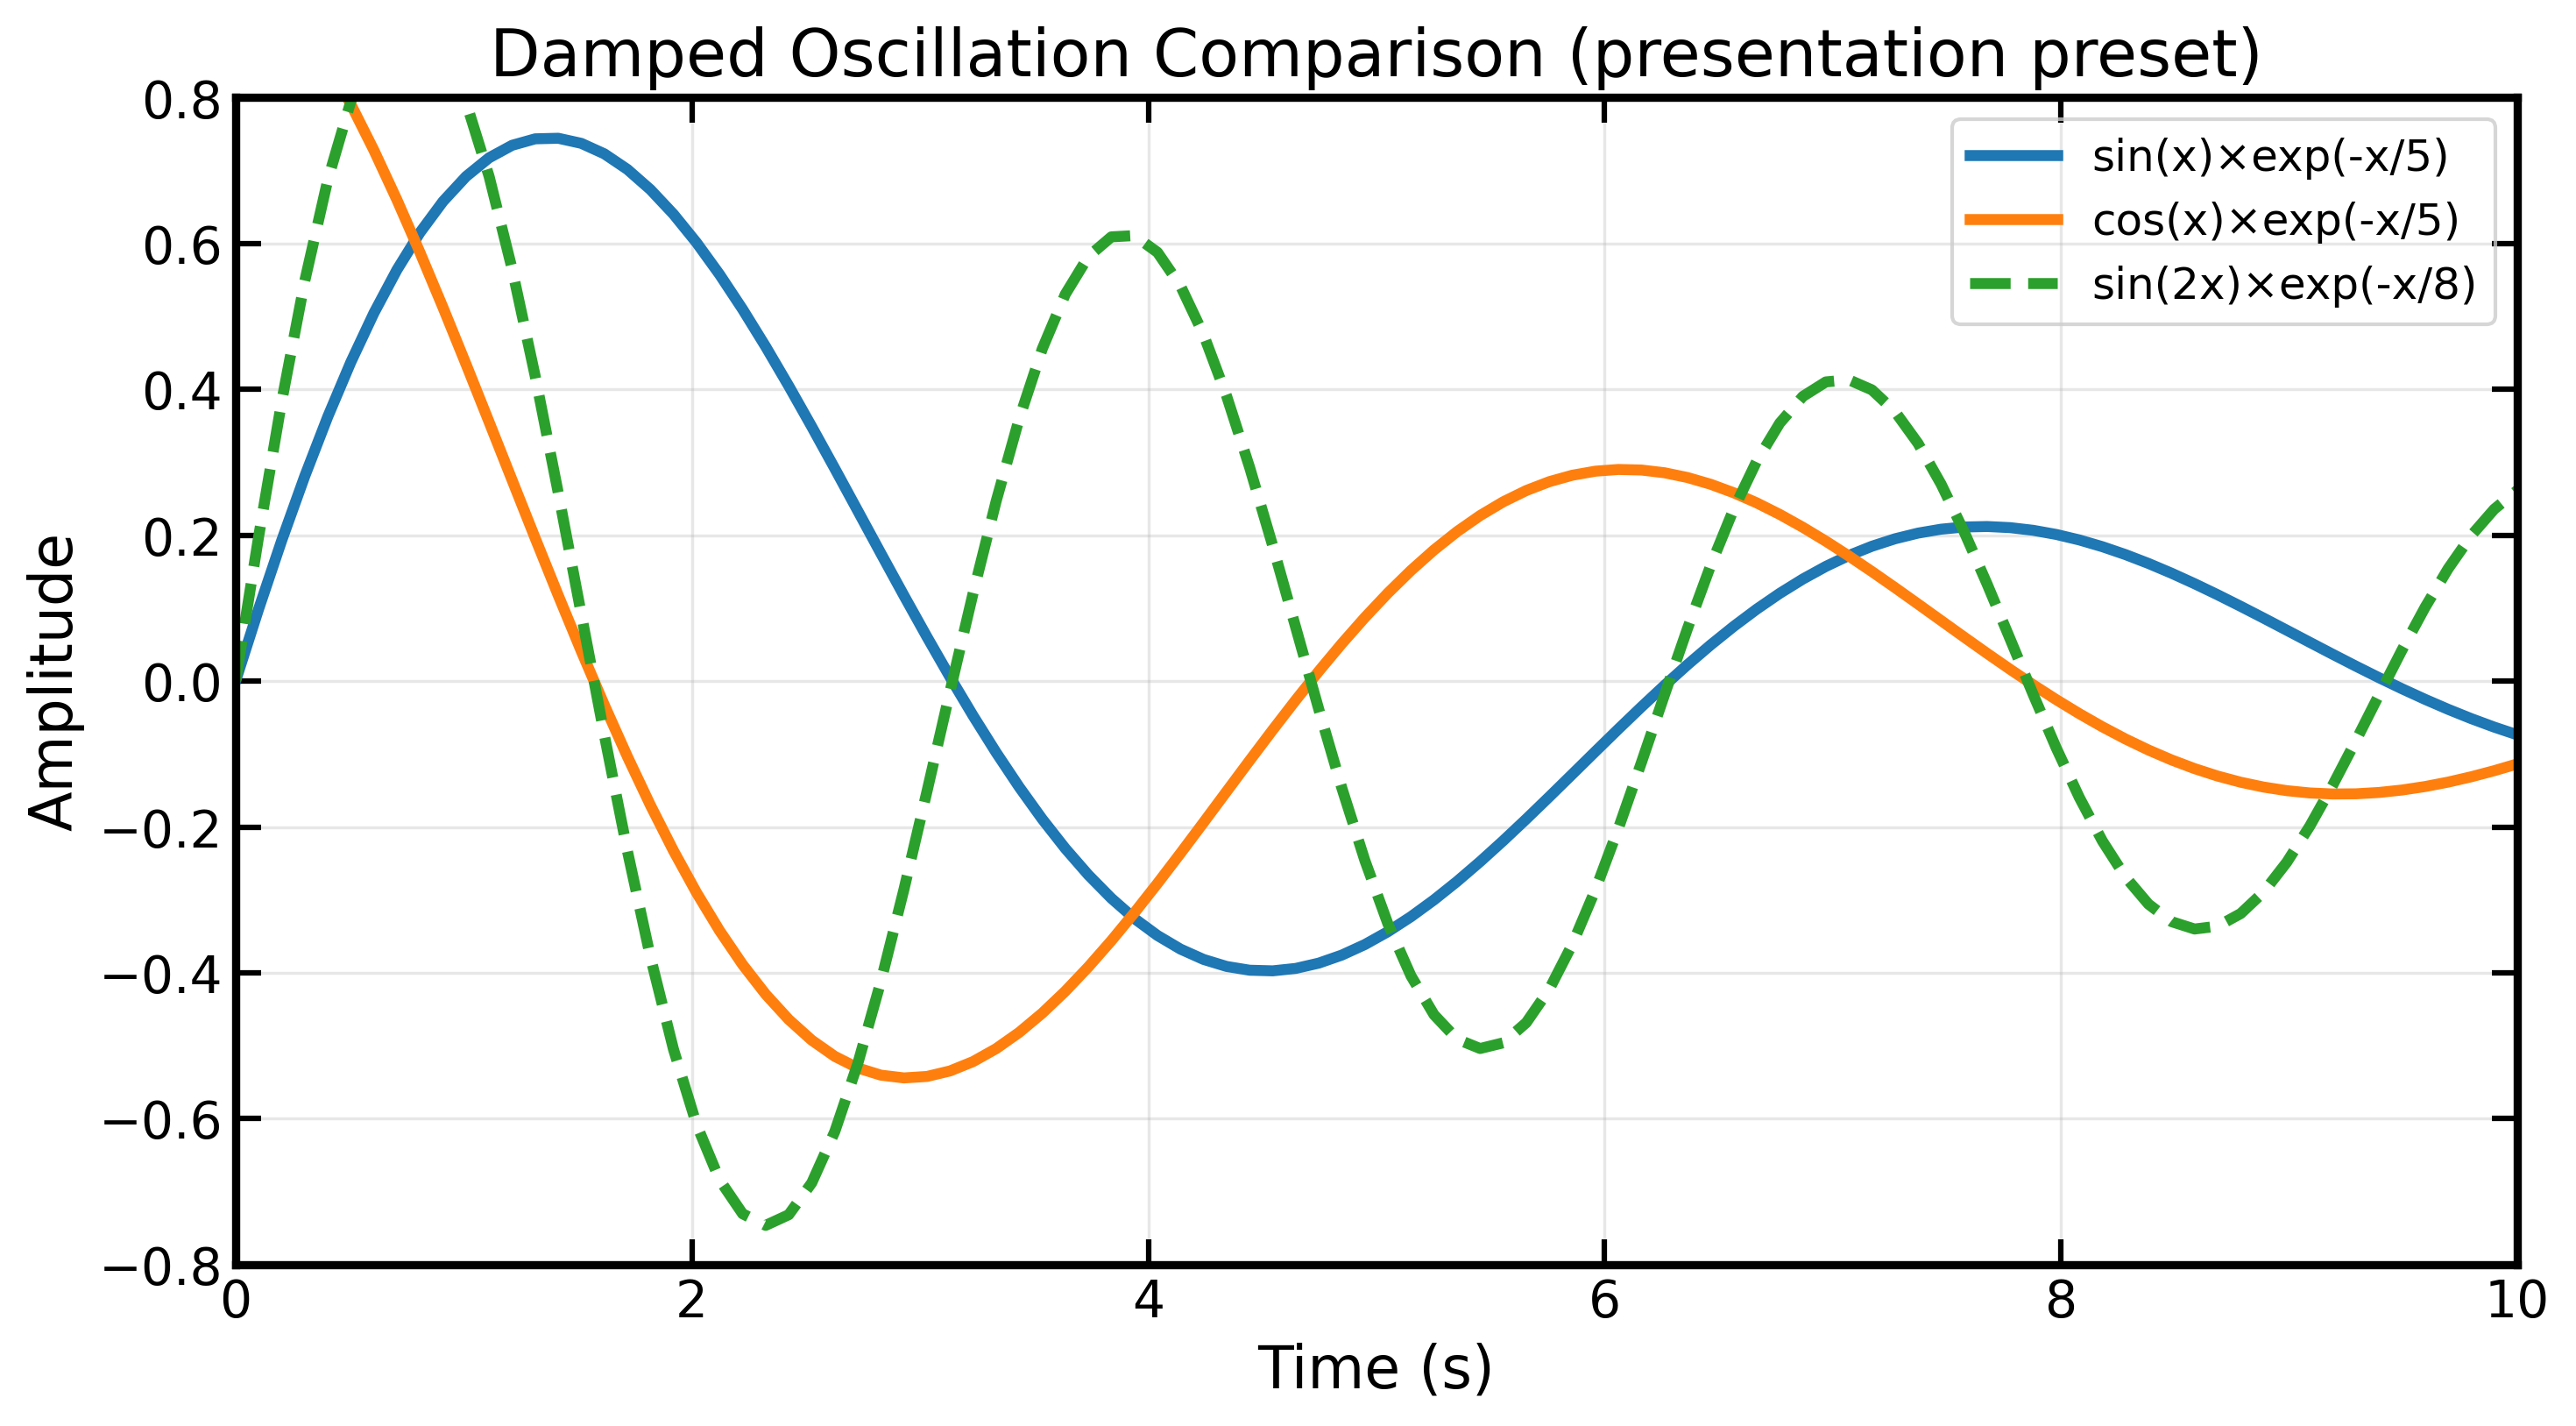 Damped Oscillation Comparison (presentation preset)
0.8
0.6
0.4
0.2
0.0
−0.2
−0.4
−0.6
−0.8
Amplitude
sin(x)×exp(-x/5)
cos(x)×exp(-x/5)
sin(2x)×exp(-x/8)
0 2 4 6 8 10
Time (s)